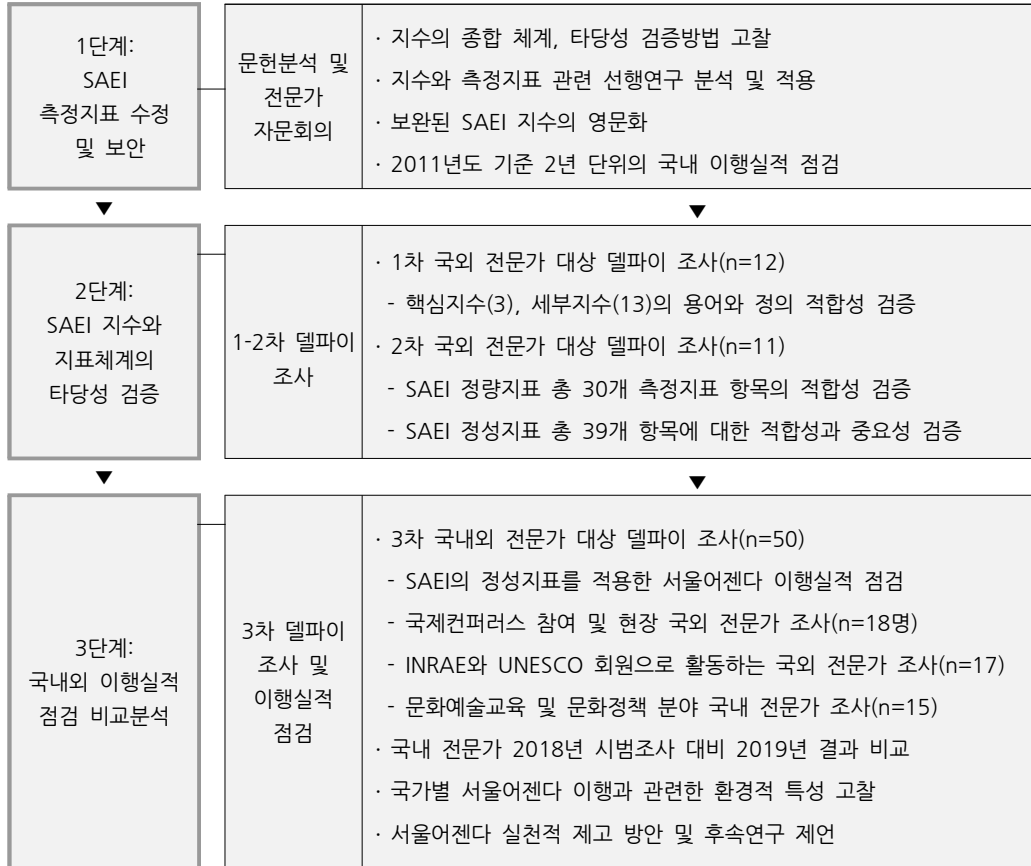 1단계:
SAEI
측정지표 수정
및 보안
문헌분석 및
전문가
자문회의
· 지수의 종합 체계, 타당성 검증방법 고찰
· 지수와 측정지표 관련 선행연구 분석 및 적용
· 보완된 SAEI 지수의 영문화
· 2011년도 기준 2년 단위의 국내 이행실적 점검
▼
▼
2단계:
SAEI 지수와
지표체계의
타당성 검증
1-2차 델파이
조사
· 1차 국외 전문가 대상 델파이 조사(n=12)
- 핵심지수(3), 세부지수(13)의 용어와 정의 적합성 검증
· 2차 국외 전문가 대상 델파이 조사(n=11)
- SAEI 정량지표 총 30개 측정지표 항목의 적합성 검증
- SAEI 정성지표 총 39개 항목에 대한 적합성과 중요성 검증
▼
▼
3단계:
국내외 이행실적
점검 비교분석
3차 델파이
조사 및
이행실적
점검
· 3차 국내외 전문가 대상 델파이 조사(n=50)
- SAEI의 정성지표를 적용한 서울어젠다 이행실적 점검
- 국제컨퍼러스 참여 및 현장 국외 전문가 조사(n=18명)
- INRAE와 UNESCO 회원으로 활동하는 국외 전문가 조사(n=17)
- 문화예술교육 및 문화정책 분야 국내 전문가 조사(n=15)
· 국내 전문가 2018년 시범조사 대비 2019년 결과 비교
· 국가별 서울어젠다 이행과 관련한 환경적 특성 고찰
· 서울어젠다 실천적 제고 방안 및 후속연구 제언